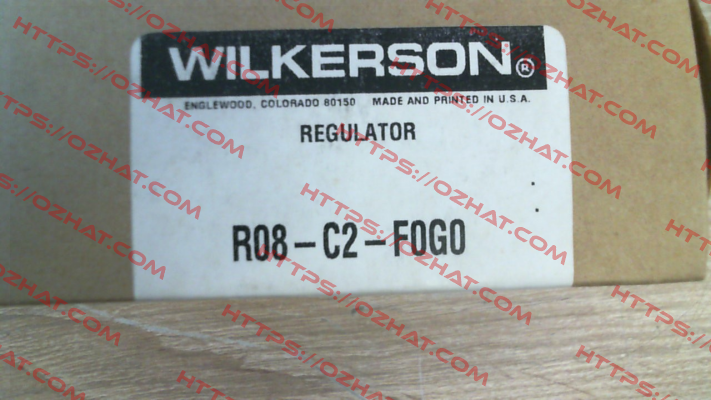 WILKERSON®
ENGLEWOOD, COLORADO 80150 MADE AND PRINTED IN U.S.A.
REGULATOR
R08-C2-F0G0
HTTPS://OZHAT.COM